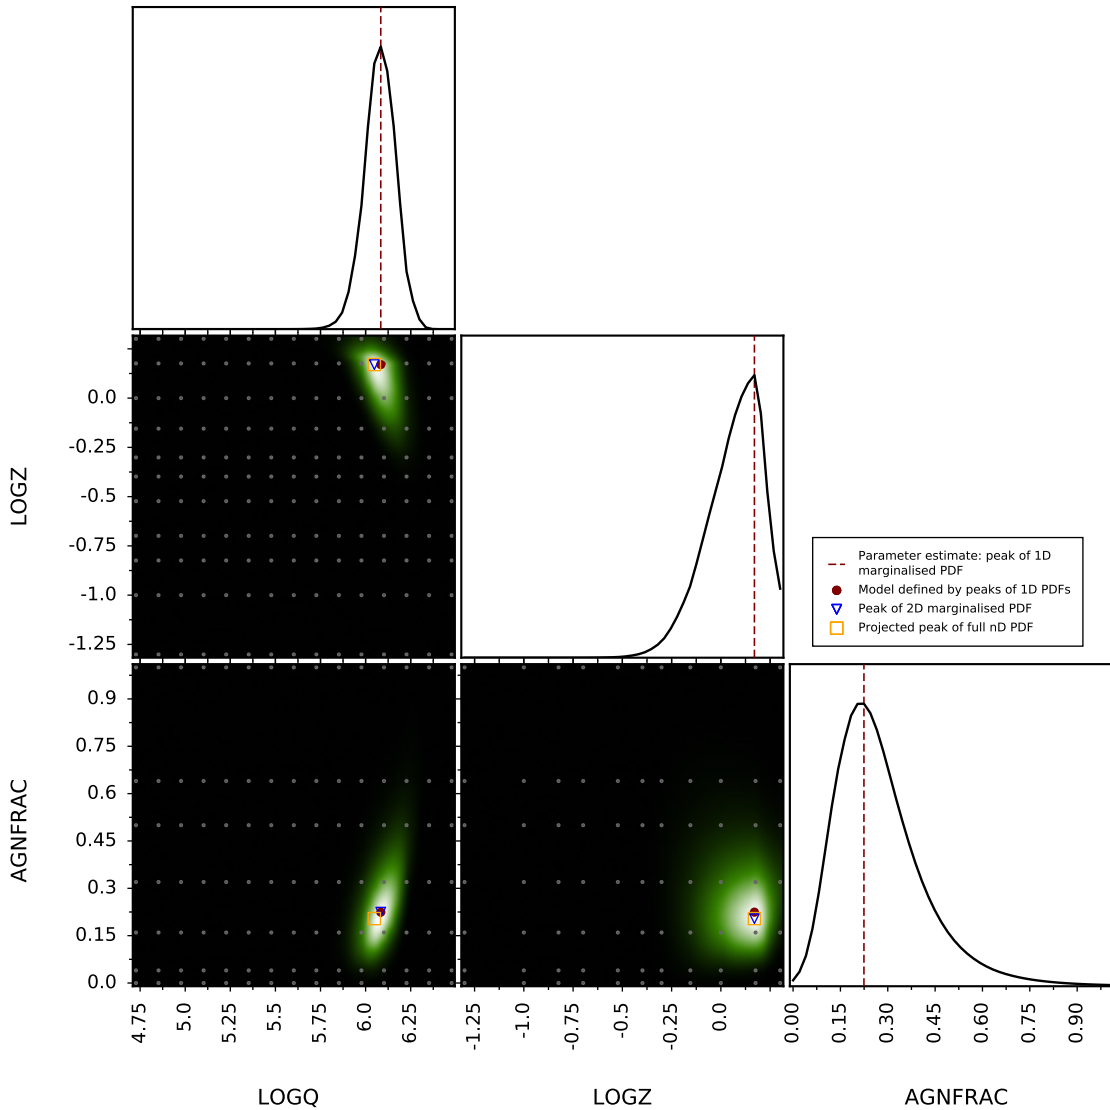 0.0
-0.25
-0.5
-0.75
-1.0
-1.25
LOGZ
Parameter estimate: peak of 1D
marginalised PDF
Model defined by peaks of 1D PDFs
Peak of 2D marginalised PDF
Projected peak of full nD PDF
0.9
0.75
0.6
0.45
0.3
0.15
0.0
AGNFRAC
4.75 5.0 5.25 5.5 5.75 6.0 6.25
-1.25 -1.0 -0.75 -0.5 -0.25 0.0
0.00 0.15 0.30 0.45 0.60 0.75 0.90
LOGQ LOGZ AGNFRAC